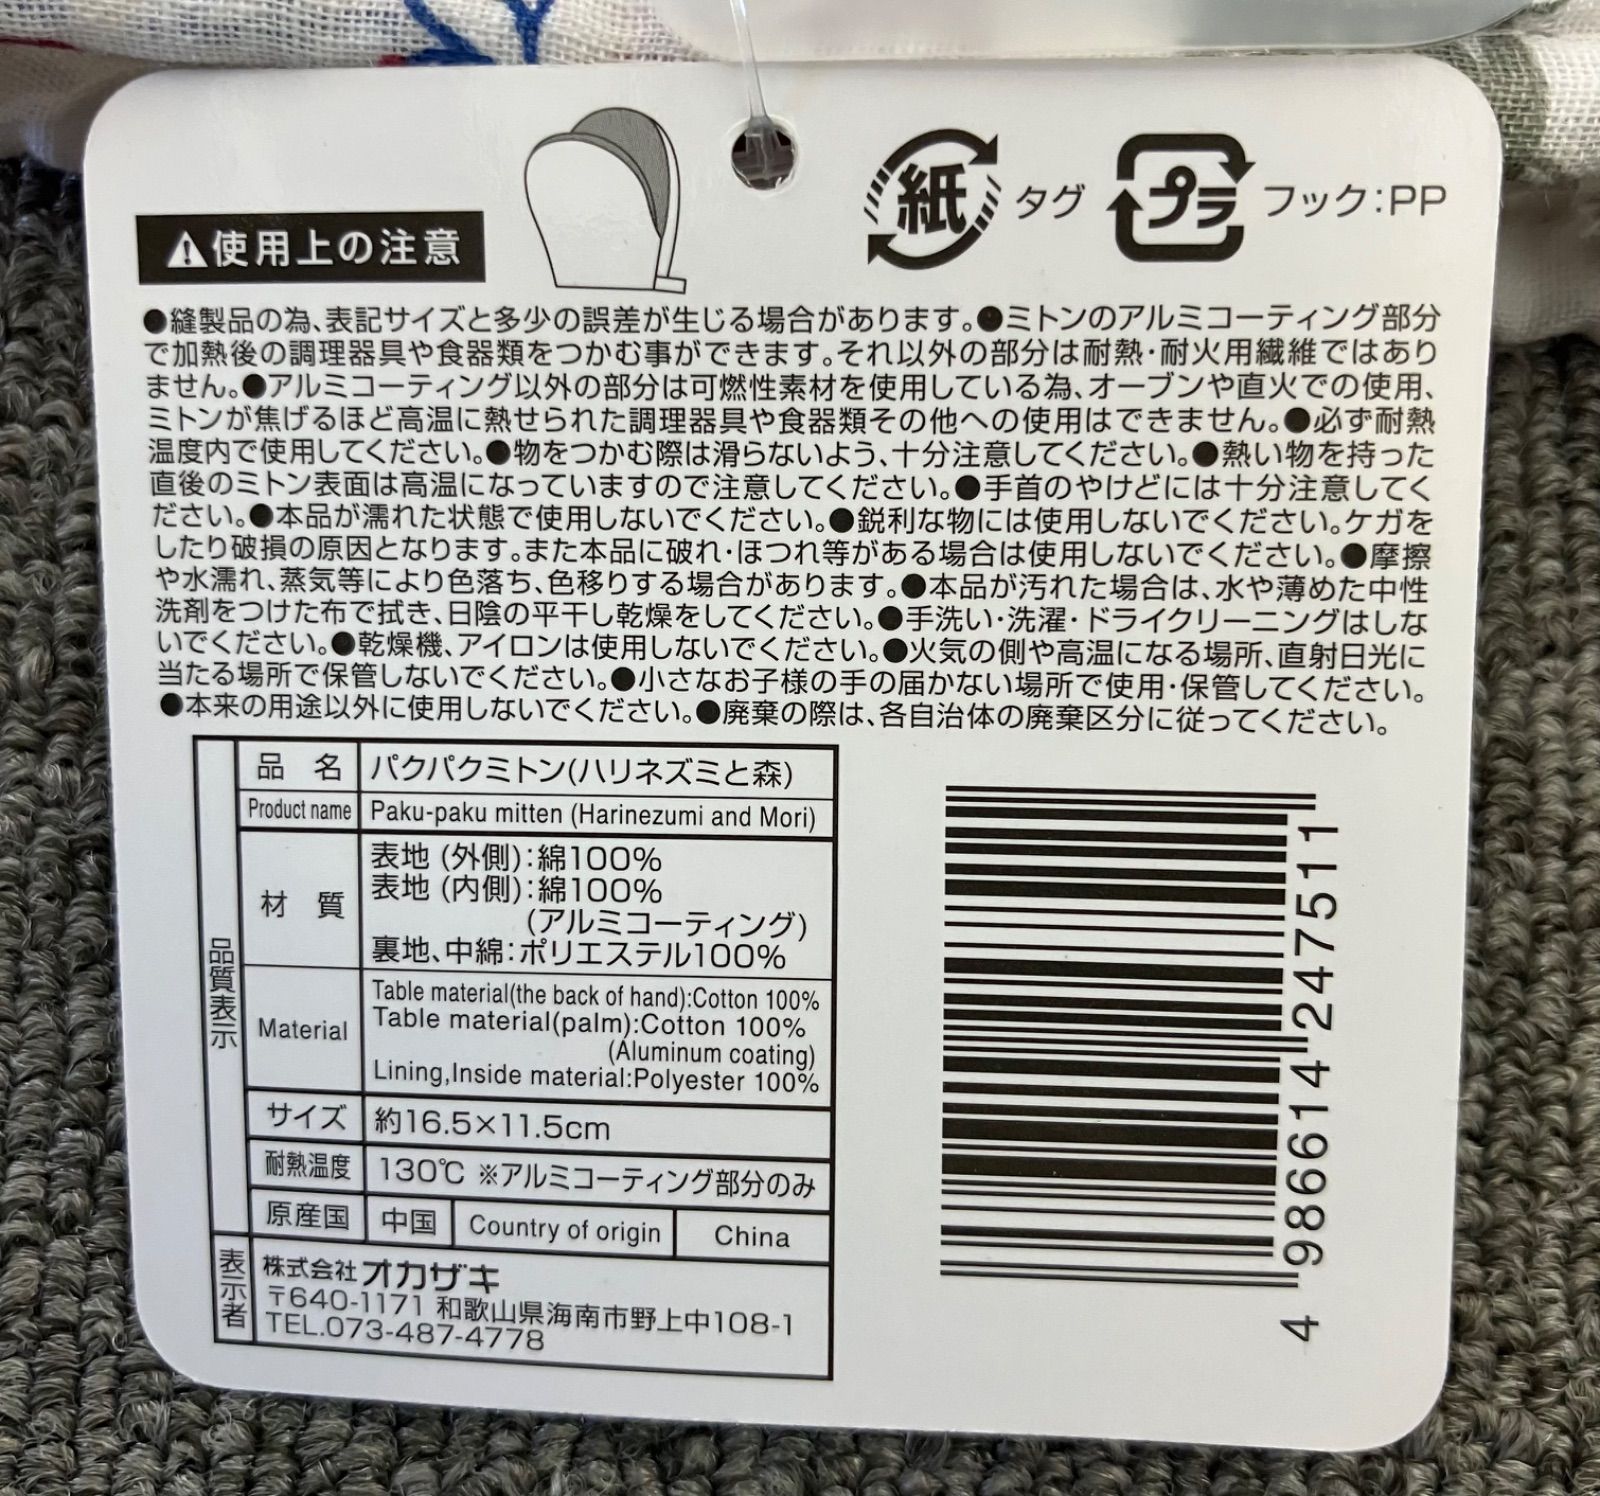 紙 タグ プラ フック:PP
使用上の注意
●縫製品の為、表記サイズと多少の誤差が生じる場合があります。●ミトンのアルミコーティング部分
で加熱後の調理器具や食器類をつかむ事ができます。それ以外の部分は耐熱・耐火用繊維ではあり
ません。●アルミコーティング以外の部分は可燃性素材を使用している為、オーブンや直火での使用、
ミトンが焦げるほど高温に熱せられた調理器具や食器類その他への使用はできません。●必ず耐熱
温度内で使用してください。●物をつかむ際は滑らないよう、十分注意してください。●熱い物を持った
直後のミトン表面は高温になっていますので注意してください。●手首のやけどには十分注意してく
ださい。●本品が濡れた状態で使用しないでください。●鋭利な物には使用しないでください。ケガを
したり破損の原因となります。また本品に破れ・ほつれ等がある場合は使用しないでください。●摩擦
や水濡れ、蒸気等により色落ち、色移りする場合があります。●本品が汚れた場合は、水や薄めた中性
洗剤をつけた布で拭き、日陰の平干し乾燥をしてください。●手洗い・洗濯・ドライクリーニングはしな
いでください。●乾燥機、アイロンは使用しないでください。●火気の側や高温になる場所、直射日光に
当たる場所で保管しないでください。●小さなお子様の手の届かない場所で使用・保管してください。
●本来の用途以外に使用しないでください。●廃棄の際は、各自治体の廃棄区分に従ってください。
品質表示
品 名 パクパクミトン(ハリネズミと森)
Product name Paku-paku mitten (Harinezumi and Mori)
材 質 表地 (外側):綿100%
表地 (内側):綿100%
(アルミコーティング)
裏地、中綿:ポリエステル100%
Material Table material(the back of hand):Cotton 100%
Table material(palm):Cotton 100%
(Aluminum coating)
Lining,Inside material:Polyester 100%
サイズ 約16.5×11.5cm
耐熱温度 130℃ ※アルミコーティング部分のみ
原産国 中国 Country of origin China
表示者 株式会社オカザキ
〒640-1171 和歌山県海南市野上中108-1
TEL.073-487-4778
4 986614 247511